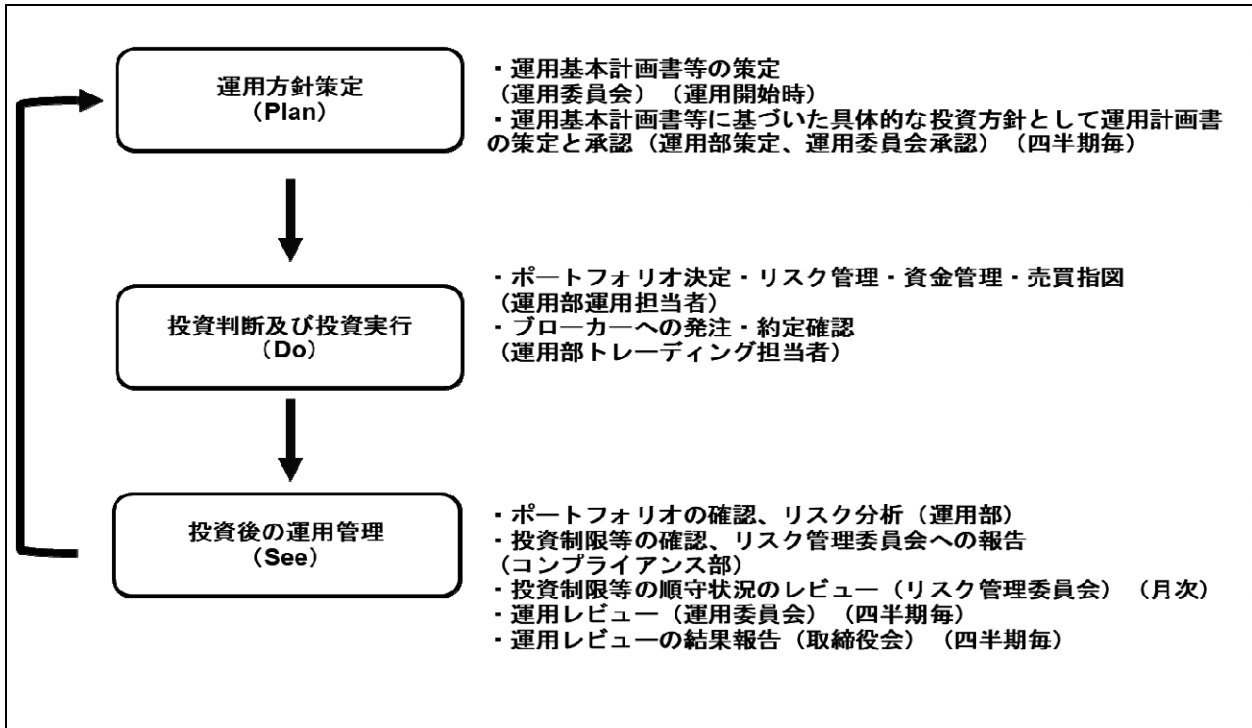 運用方針策定
(Plan)
・運用基本計画書等の策定
(運用委員会)(運用開始時)
・運用基本計画書等に基づいた具体的な投資方針として運用計画書
の策定と承認(運用部策定、運用委員会承認)(四半期毎)
投資判断及び投資実行
(Do)
・ポートフォリオ決定・リスク管理・資金管理・売買指図
(運用部運用担当者)
・ブローカーへの発注・約定確認
(運用部トレーディング担当者)
投資後の運用管理
(See)
・ポートフォリオの確認、リスク分析(運用部)
・投資制限等の確認、リスク管理委員会への報告
(コンプライアンス部)
・投資制限等の順守状況のレビュー(リスク管理委員会)(月次)
・運用レビュー(運用委員会)(四半期毎)
・運用レビューの結果報告(取締役会)(四半期毎)